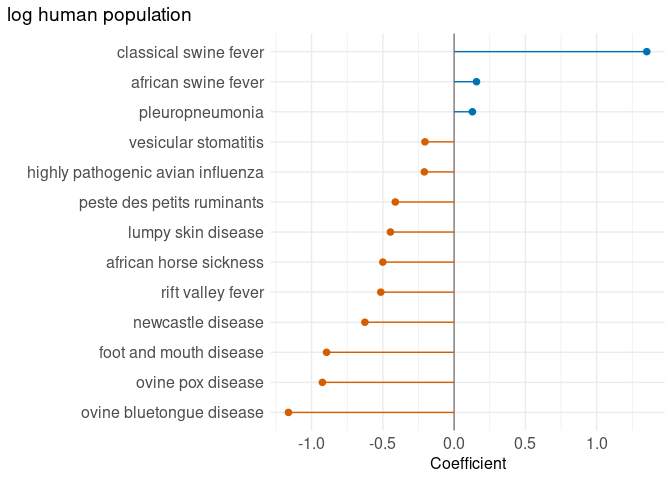 log human population
classical swine fever
african swine fever
pleuropneumonia
vesicular stomatitis
highly pathogenic avian influenza
peste des petits ruminants
lumpy skin disease
african horse sickness
rift valley fever
newcastle disease
foot and mouth disease
ovine pox disease
ovine bluetongue disease
-1.0 -0.5 0.0 0.5 1.0
Coefficient